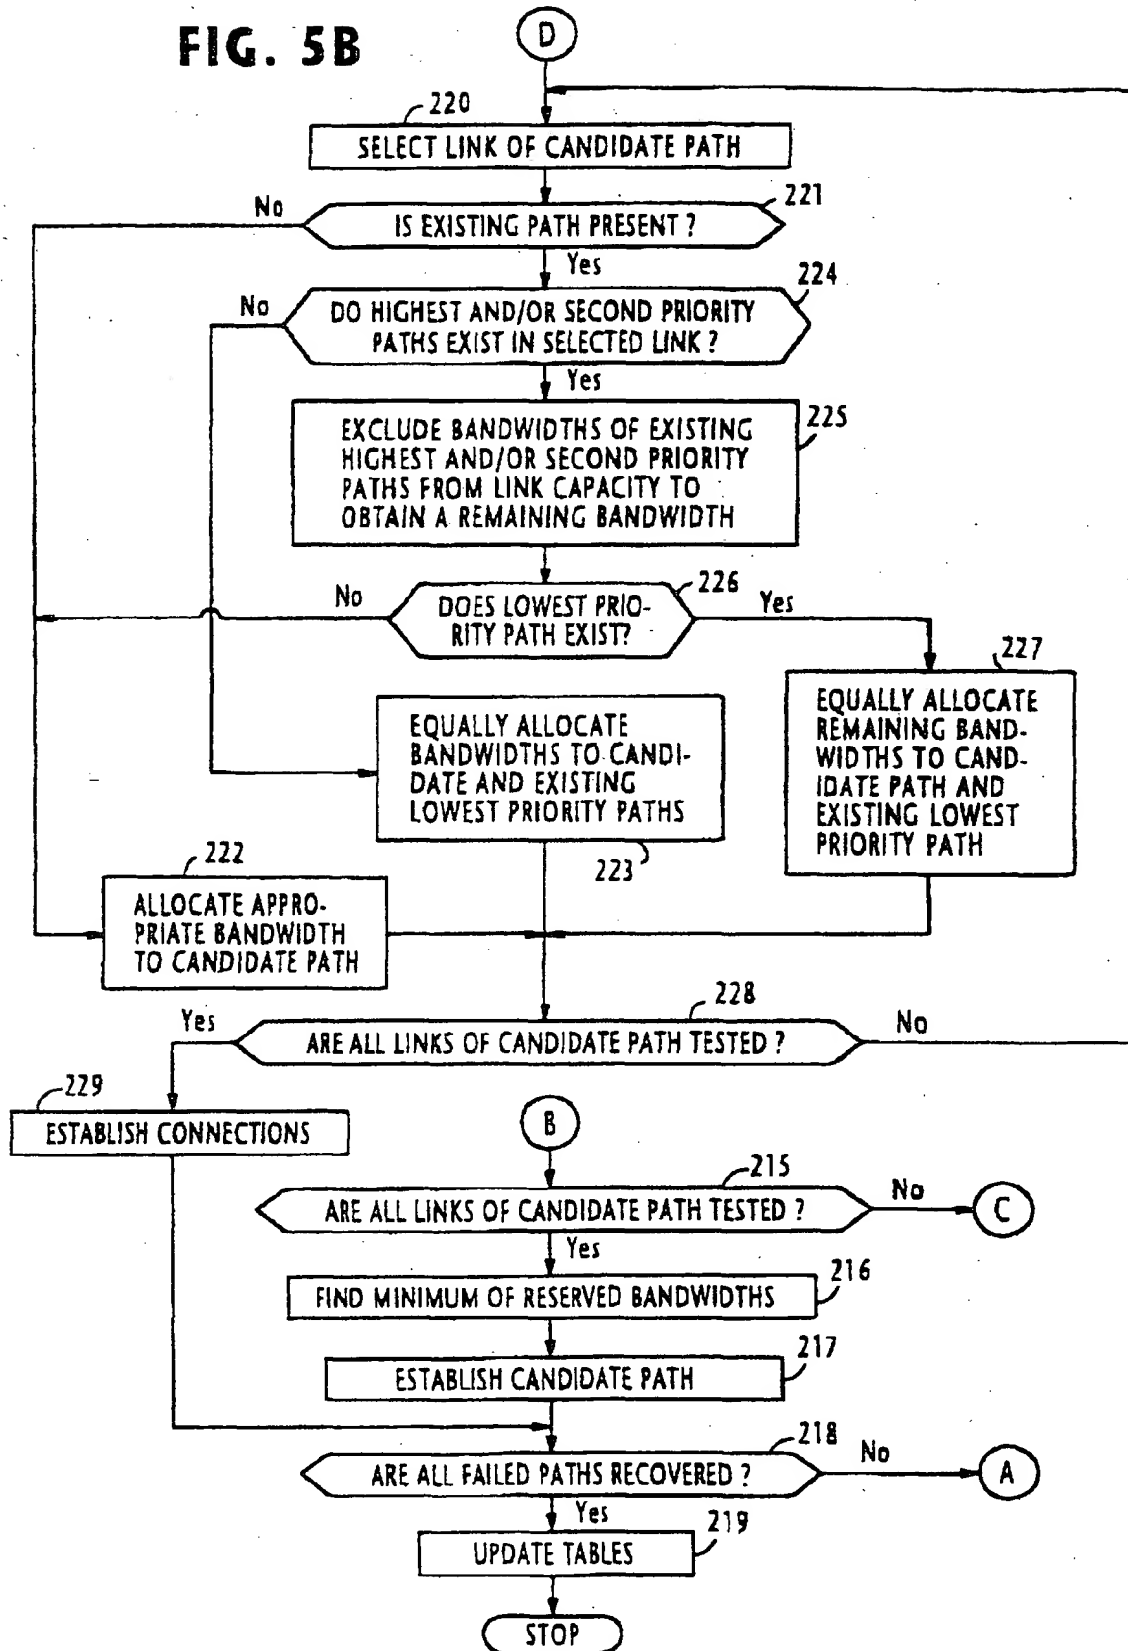 FIG. 5B
D
220
SELECT LINK OF CANDIDATE PATH
221
No
IS EXISTING PATH PRESENT ?
Yes
224
No
DO HIGHEST AND/OR SECOND PRIORITY
PATHS EXIST IN SELECTED LINK ?
Yes
225
EXCLUDE BANDWIDTHS OF EXISTING
HIGHEST AND/OR SECOND PRIORITY
PATHS FROM LINK CAPACITY TO
OBTAIN A REMAINING BANDWIDTH
226
No
DOES LOWEST PRIO-
RITY PATH EXIST?
Yes
227
EQUALLY ALLOCATE
REMAINING BAND-
WIDTHS TO CAND-
IDATE PATH AND
EXISTING LOWEST
PRIORITY PATH
EQUALLY ALLOCATE
BANDWIDTHS TO CANDI-
DATE AND EXISTING
LOWEST PRIORITY PATHS
223
222
ALLOCATE APPRO-
PRIATE BANDWIDTH
TO CANDIDATE PATH
228
Yes
ARE ALL LINKS OF CANDIDATE PATH TESTED ?
No
229
ESTABLISH CONNECTIONS
B
215
ARE ALL LINKS OF CANDIDATE PATH TESTED ?
No
C
Yes
216
FIND MINIMUM OF RESERVED BANDWIDTHS
217
ESTABLISH CANDIDATE PATH
218
ARE ALL FAILED PATHS RECOVERED ?
No
A
Yes
219
UPDATE TABLES
STOP